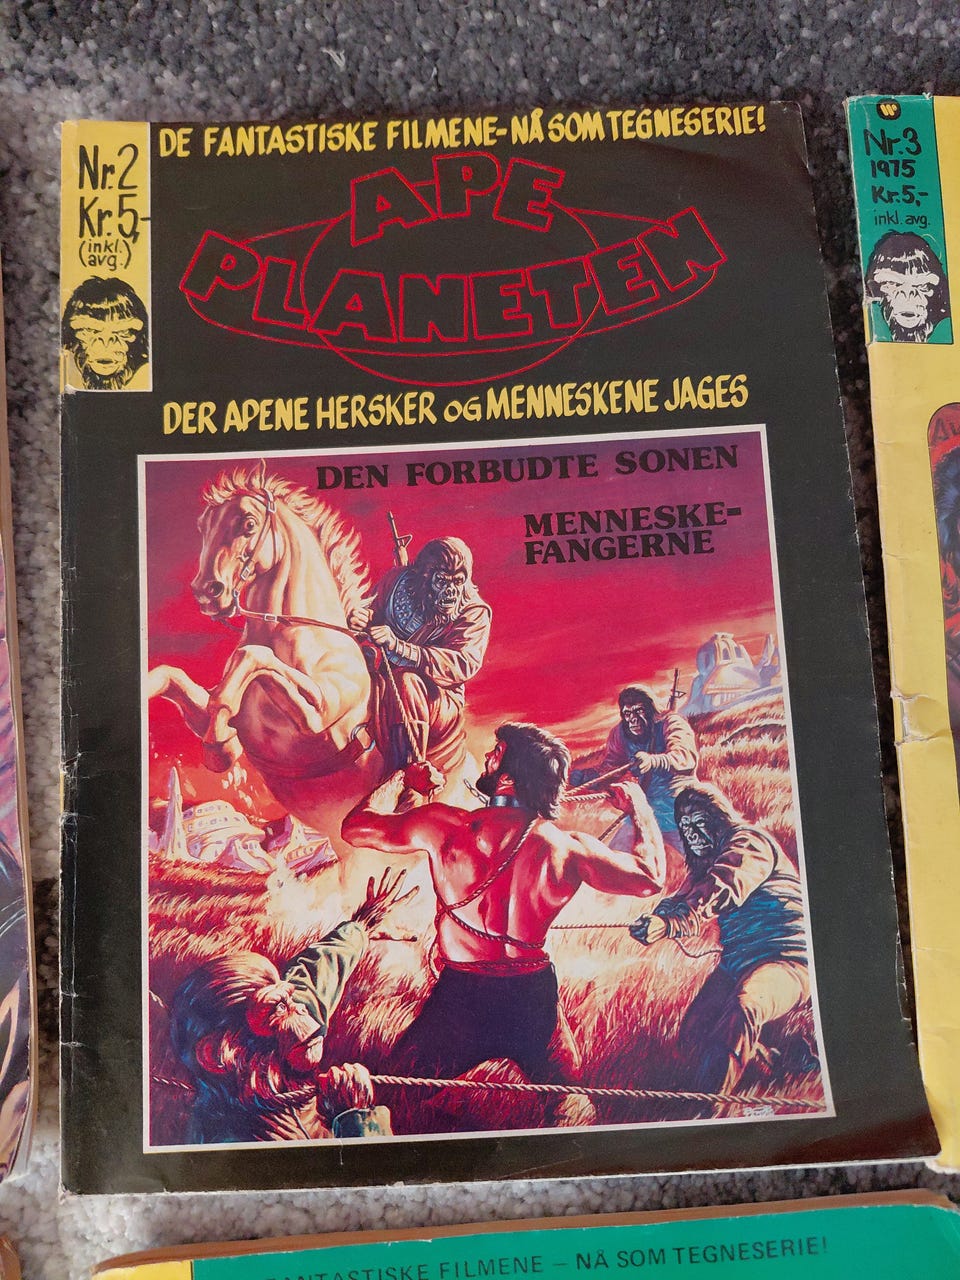 DE FANTASTISKE FILMENE-NÅ SOM TEGNESERIE!
Nr.2
Kr.5,-
(inkl.
avg.)
APE
PLANETEN
DER APENE HERSKER OG MENNESKENE JAGES
DEN FORBUDTE SONEN
MENNESKE-
FANGERNE
W
Nr.3
1975
Kr.5,-
inkl. avg.
FANTASTISKE FILMENE – NÅ SOM TEGNESERIE!